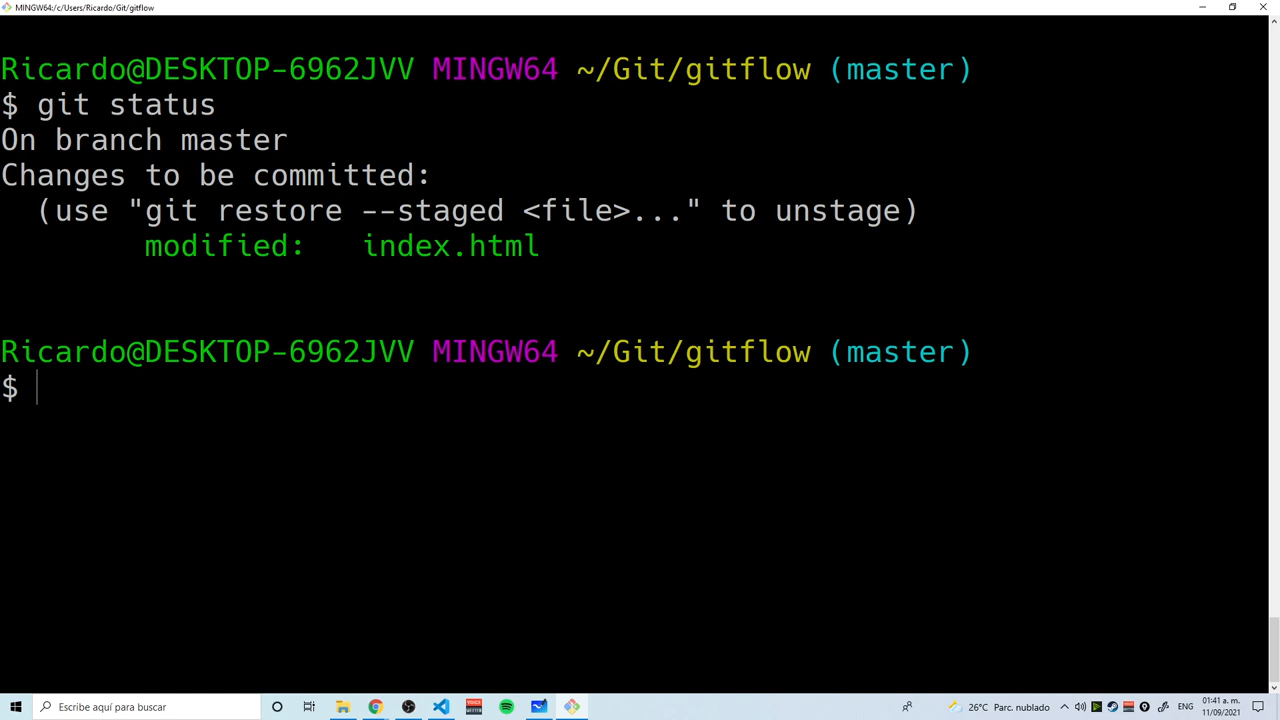 MINGW64:/c/Users/Ricardo/Git/gitflow
Ricardo@DESKTOP-6962JVV MINGW64 ~/Git/gitflow (master)
$ git status
On branch master
Changes to be committed:
  (use "git restore --staged <file>..." to unstage)
        modified:   index.html
Ricardo@DESKTOP-6962JVV MINGW64 ~/Git/gitflow (master)
$
Escribe aquí para buscar
26°C Parc. nublado
ENG
01:41 a. m.
11/09/2021